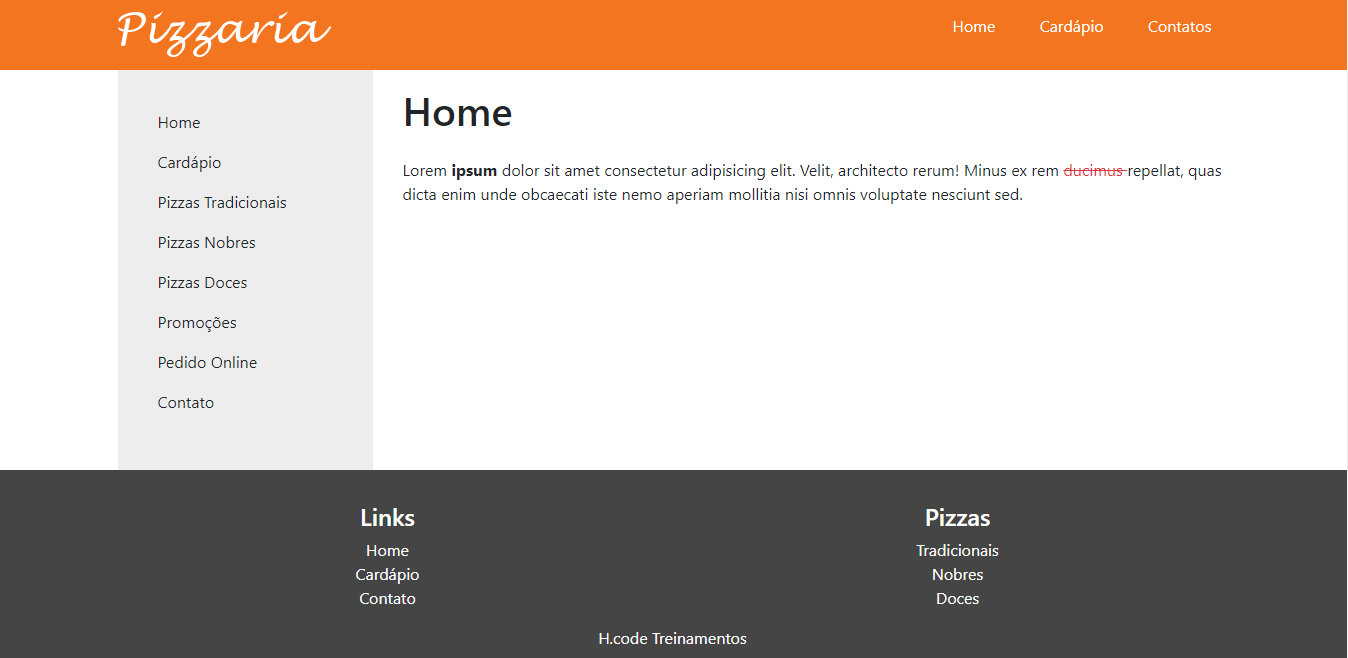 Pizzaria
Home
Cardápio
Contatos
Home
Cardápio
Pizzas Tradicionais
Pizzas Nobres
Pizzas Doces
Promoções
Pedido Online
Contato
Home
Lorem ipsum dolor sit amet consectetur adipisicing elit. Velit, architecto rerum! Minus ex rem ducimus repellat, quas
dicta enim unde obcaecati iste nemo aperiam mollitia nisi omnis voluptate nesciunt sed.
Links
Home
Cardápio
Contato
Pizzas
Tradicionais
Nobres
Doces
H.code Treinamentos